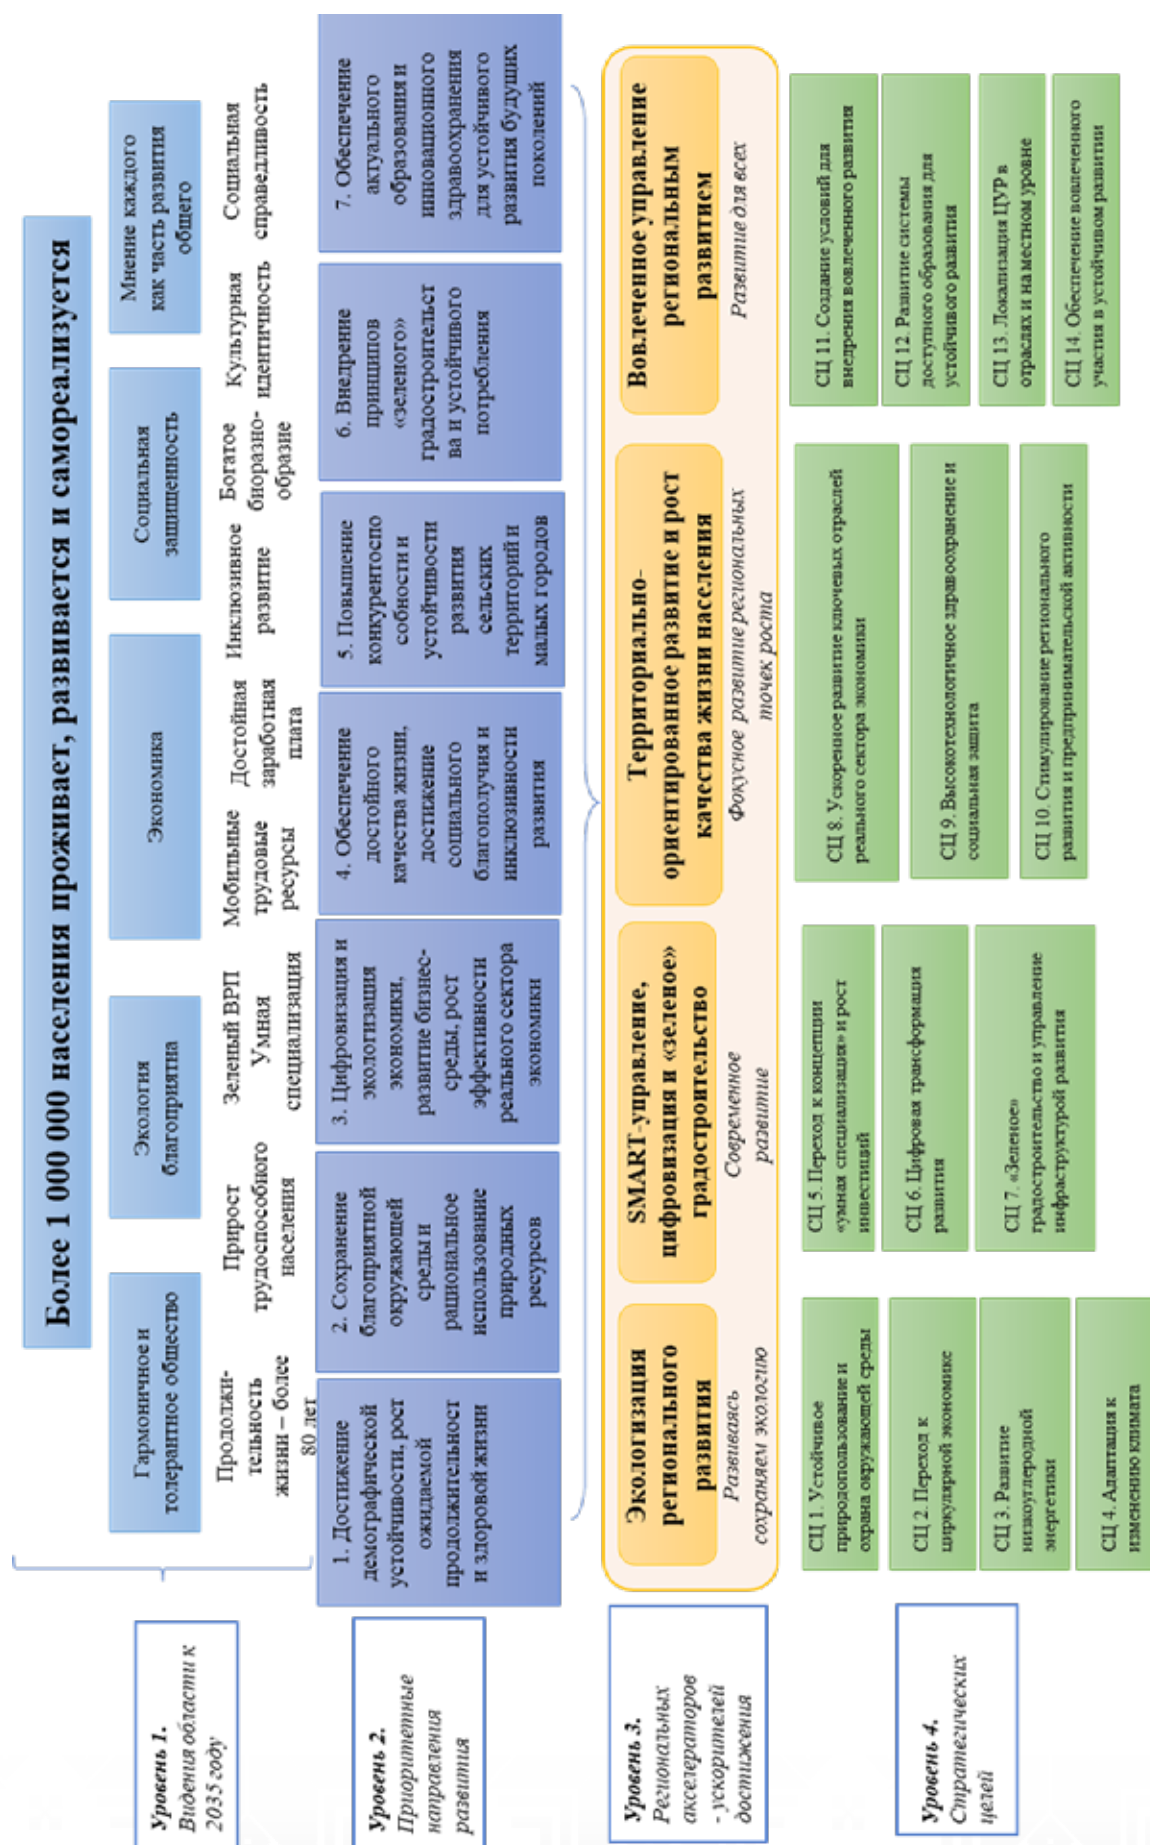 Более 1 000 000 населения проживает, развивается и самореализуется
Уровень 1.
Видения области к
2035 году
Гармоничное и
толерантное общество
Экология
благоприятна
Экономика
Социальная
защищенность
Мнение каждого
как часть развития
общего
Продолжи-
тельность
жизни – более
80 лет
Прирост
трудоспособного
населения
Зеленый ВРП
Умная
специализация
Мобильные
трудовые
ресурсы
Достойная
заработная
плата
Инклюзивное
развитие
Богатое
биоразно-
образие
Культурная
идентичность
Социальная
справедливость
Уровень 2.
Приоритетные
направления
развития
1. Достижение
демографической
устойчивости, рост
ожидаемой
продолжительност
и здоровой жизни
2. Сохранение
благоприятной
окружающей
среды и
рациональное
использование
природных
ресурсов
3. Цифровизация и
экологизация
экономики,
развитие бизнес-
среды, рост
эффективности
реального сектора
экономики
4. Обеспечение
достойного
качества жизни,
достижение
социального
благополучия и
инклюзивности
развития
5. Повышение
конкурентоспо
собности и
устойчивости
развития
сельских
территорий и
малых городов
6. Внедрение
принципов
«зеленого»
градостроительст
ва и устойчивого
потребления
7. Обеспечение
актуального
образования и
инновационного
здравоохранения
для устойчивого
развития будущих
поколений
Уровень 3.
Региональных
акселераторов
- ускорителей
достижения
Экологизация
регионального
развития
Развиваясь
сохраняем экологию
SMART-управление,
цифровизация и «зеленое»
градостроительство
Современное
развитие
Территориально-
ориентированное развитие и рост
качества жизни населения
Фокусное развитие региональных
точек роста
Вовлеченное управление
региональным
развитием
Развитие для всех
Уровень 4.
Стратегических
целей
СЦ 1. Устойчивое
природопользование и
охрана окружающей среды
СЦ 2. Переход к
циркулярной экономике
СЦ 3. Развитие
низкоуглеродной
энергетики
СЦ 4. Адаптация к
изменению климата
СЦ 5. Переход к концепции
«умная специализация» и рост
инвестиций
СЦ 6. Цифровая трансформация
развития
СЦ 7. «Зеленое»
градостроительство и управление
инфраструктурой развития
СЦ 8. Ускоренное развитие ключевых отраслей
реального сектора экономики
СЦ 9. Высокотехнологичное здравоохранение и
социальная защита
СЦ 10. Стимулирование регионального
развития и предпринимательской активности
СЦ 11. Создание условий для
внедрения вовлеченного развития
СЦ 12. Развитие системы
доступного образования для
устойчивого развития
СЦ 13. Локализация ЦУР в
отраслях и на местном уровне
СЦ 14. Обеспечение вовлеченного
участия в устойчивом развитии